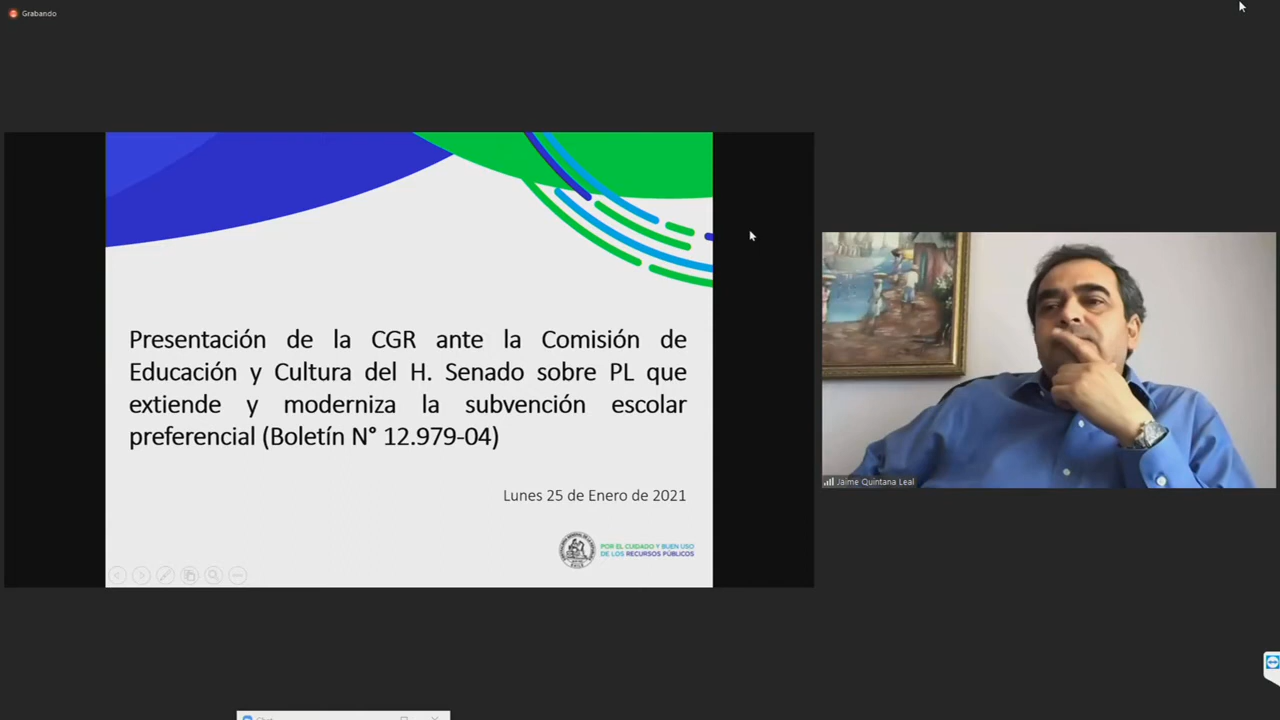 Grabando
Presentación de la CGR ante la Comisión de
Educación y Cultura del H. Senado sobre PL que
extiende y moderniza la subvención escolar
preferencial (Boletín N° 12.979-04)
Lunes 25 de Enero de 2021
POR EL CUIDADO Y BUEN USO
DE LOS RECURSOS PÚBLICOS
Jaime Quintana Leal